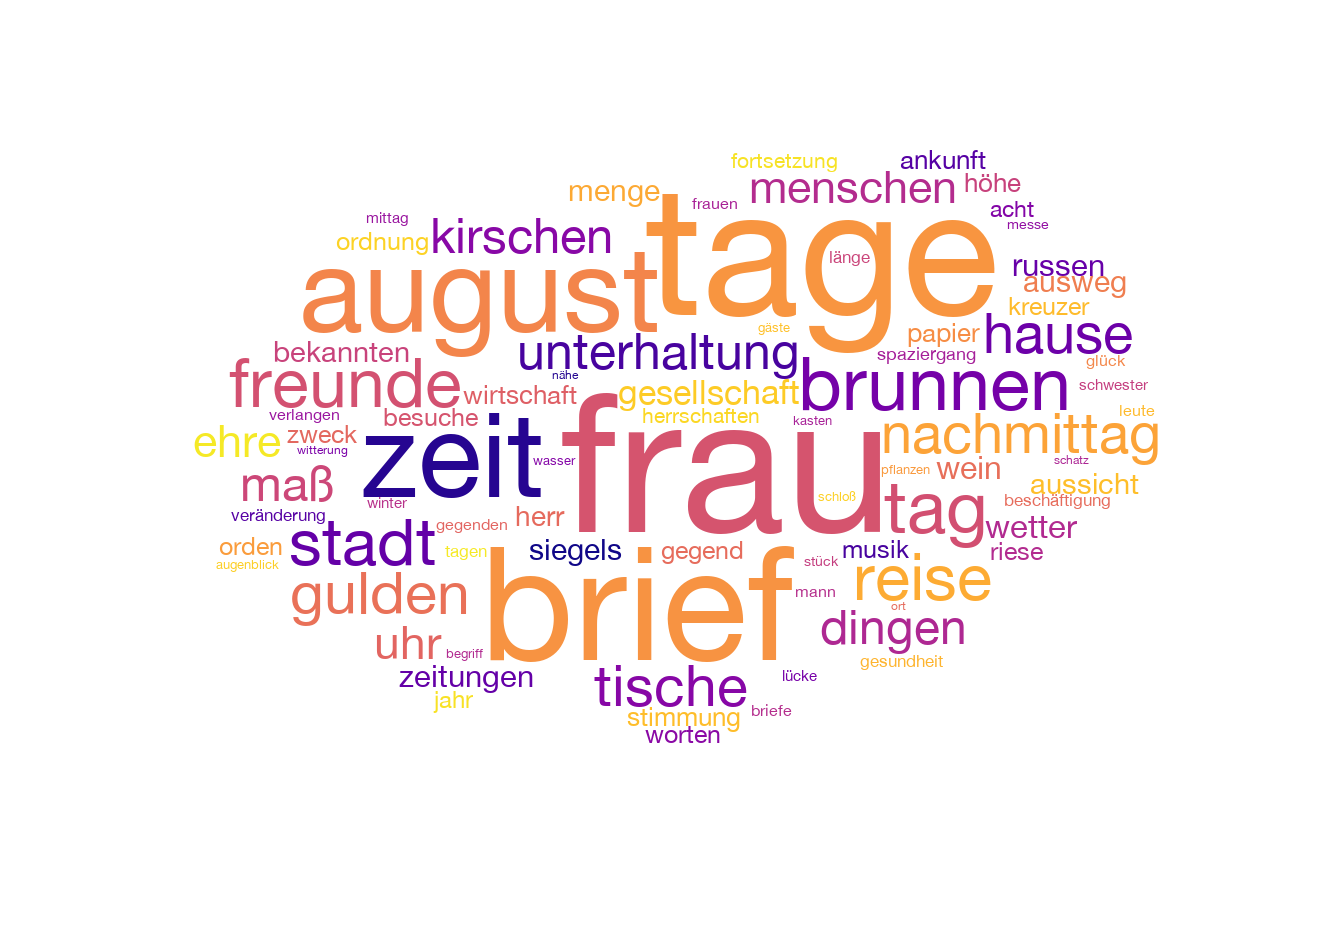 fortsetzung ankunft
menge frauen menschen höhe
mittag tage acht messe
ordnung kirschen länge russen
august ausweg
kreuzer
gäste papier hause
bekannten unterhaltung spaziergang glück
freunde nähe brunnen schwester
wirtschaft gesellschaft
verlangen besuche herrschaften kasten leute
ehre zweck zeit frau nachmittag
witterung wasser schatz
maß pflanzen wein aussicht
winter schloß tag beschäftigung
veränderung gegenden herr wetter
orden stadt tagen siegels gegend musik riese
augenblick stück
gulden brief mann reise
ort
uhr dingen
begriff gesundheit
zeitungen tische lücke
jahr
stimmung briefe
worten